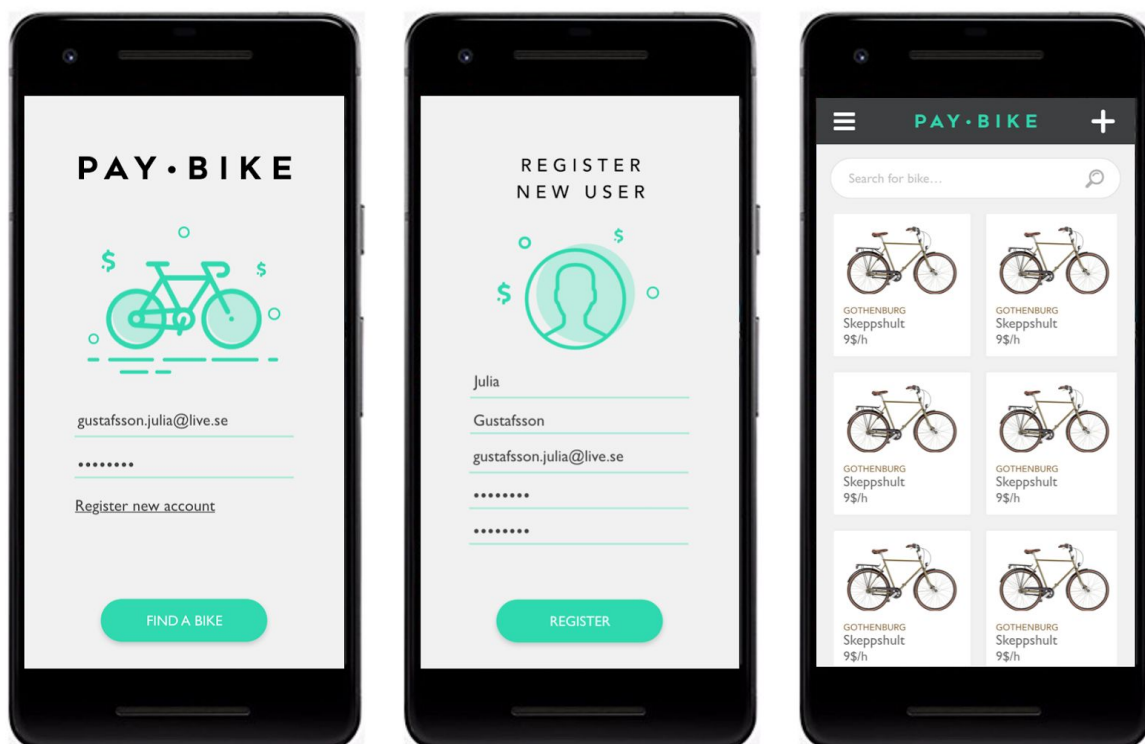 PAY·BIKE
$
$
gustafsson.julia@live.se
••••••••
Register new account
FIND A BIKE
REGISTER
NEW USER
$
$
Julia
Gustafsson
gustafsson.julia@live.se
••••••••
••••••••
REGISTER
PAY·BIKE
Search for bike...
GOTHENBURG
Skeppshult
9$/h
GOTHENBURG
Skeppshult
9$/h
GOTHENBURG
Skeppshult
9$/h
GOTHENBURG
Skeppshult
9$/h
GOTHENBURG
Skeppshult
9$/h
GOTHENBURG
Skeppshult
9$/h